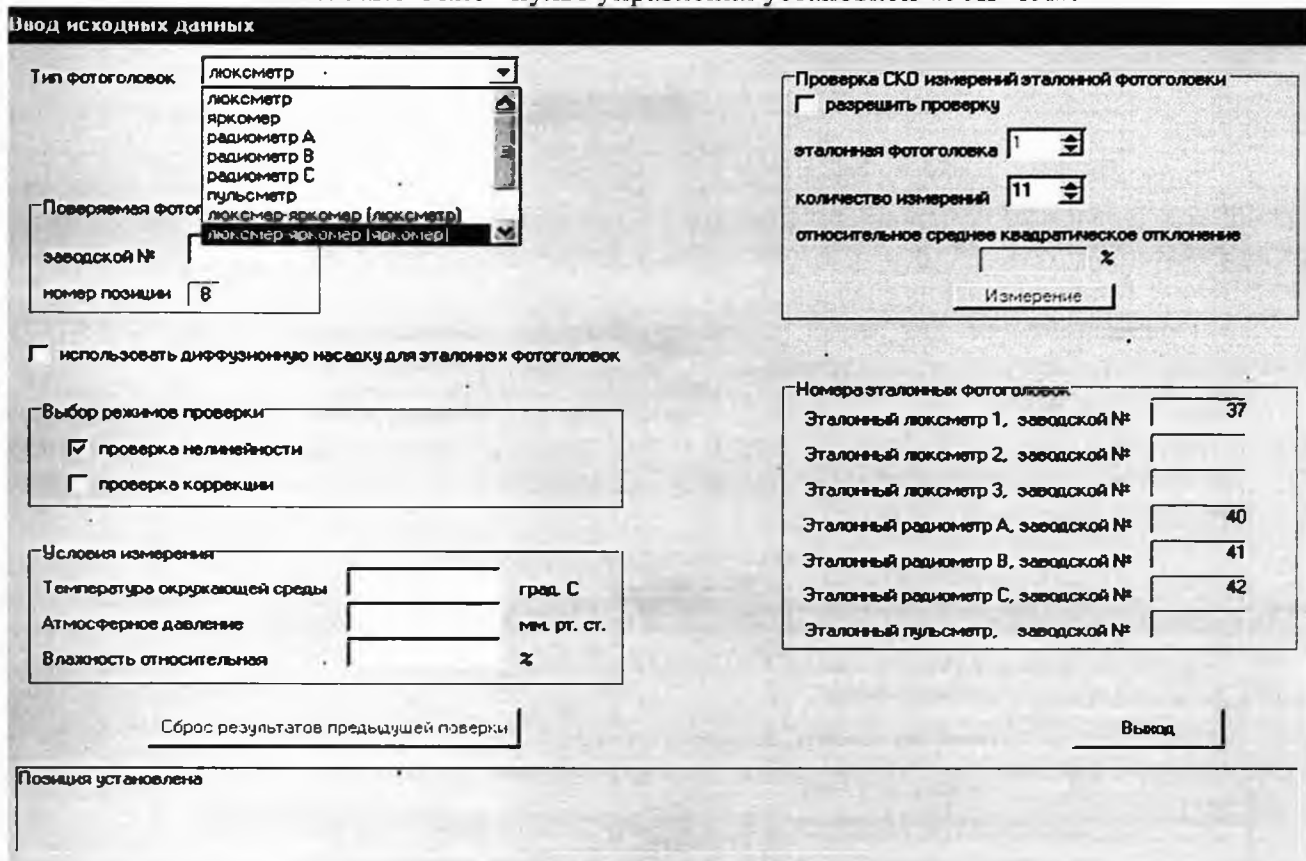 пульт управления установкой
Ввод исходных данных
Тип фотоголовок люксметр
люксметр
яркомер
радиометр А
радиометр В
радиометр С
пульсметр
люксмер-яркомер (люксметр)
люксмер-яркомер (яркомер)
Поверяемая фотог
заводской №
номер позиции 8
использовать диффузионную насадку для эталоннэх фотоголовок
Выбор режимов проверки
проверка нелинейности
проверка коррекции
Условия измерения
Температура окружающей среды град. С
Атмосферное давление мм. рт. ст.
Влажность относительная %
Сброс результатов предыдущей поверки
Проверка СКО измерений эталонной фотоголовки
разрешить проверку
эталонная фотоголовка 1
количество измерений 11
относительное среднее квадратическое отклонение
%
Измерение
Номера эталонных фотоголовок
Эталонный люксметр 1, заводской № 37
Эталонный люксметр 2, заводской №
Эталонный люксметр 3, заводской №
Эталонный радиометр А, заводской № 40
Эталонный радиометр В, заводской № 41
Эталонный радиометр С, заводской № 42
Эталонный пульсметр, заводской №
Выход
Позиция установлена